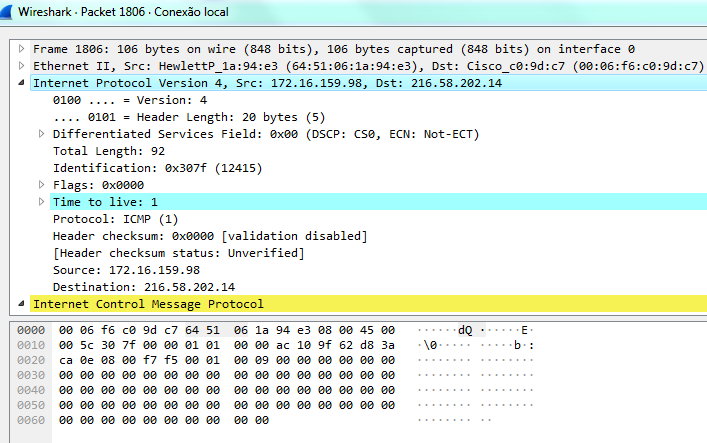 Wireshark · Packet 1806 · Conexão local
Frame 1806: 106 bytes on wire (848 bits), 106 bytes captured (848 bits) on interface 0
Ethernet II, Src: HewlettP_1a:94:e3 (64:51:06:1a:94:e3), Dst: Cisco_c0:9d:c7 (00:06:f6:c0:9d:c7)
Internet Protocol Version 4, Src: 172.16.159.98, Dst: 216.58.202.14
0100 .... = Version: 4
.... 0101 = Header Length: 20 bytes (5)
Differentiated Services Field: 0x00 (DSCP: CS0, ECN: Not-ECT)
Total Length: 92
Identification: 0x307f (12415)
Flags: 0x0000
Time to live: 1
Protocol: ICMP (1)
Header checksum: 0x0000 [validation disabled]
[Header checksum status: Unverified]
Source: 172.16.159.98
Destination: 216.58.202.14
Internet Control Message Protocol
0000 00 06 f6 c0 9d c7 64 51 06 1a 94 e3 08 00 45 00 ······dQ ······E·
0010 00 5c 30 7f 00 00 01 01 00 00 ac 10 9f 62 d8 3a ·\0····· ·····b·:
0020 ca 0e 08 00 f7 f5 00 01 00 09 00 00 00 00 00 00 ········ ········
0030 00 00 00 00 00 00 00 00 00 00 00 00 00 00 00 00 ········ ········
0040 00 00 00 00 00 00 00 00 00 00 00 00 00 00 00 00 ········ ········
0050 00 00 00 00 00 00 00 00 00 00 00 00 00 00 00 00 ········ ········
0060 00 00 00 00 00 00 00 00 00 00 ········ ··